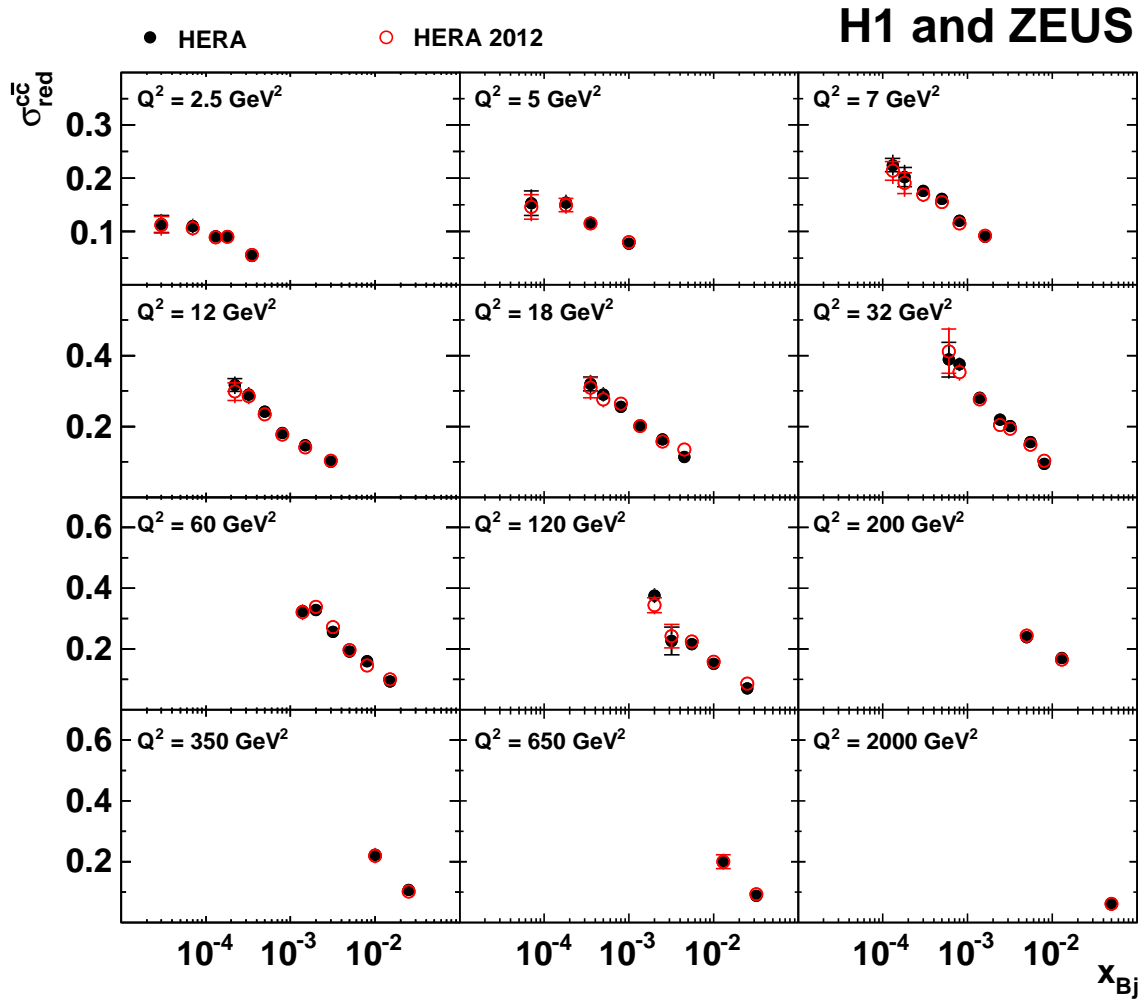 H1 and ZEUS
HERA
HERA 2012
σ_red^cc̄
Q² = 2.5 GeV²
Q² = 5 GeV²
Q² = 7 GeV²
0.3
0.2
0.1
Q² = 12 GeV²
Q² = 18 GeV²
Q² = 32 GeV²
0.4
0.2
Q² = 60 GeV²
Q² = 120 GeV²
Q² = 200 GeV²
0.6
0.4
0.2
Q² = 350 GeV²
Q² = 650 GeV²
Q² = 2000 GeV²
0.6
0.4
0.2
10⁻⁴ 10⁻³ 10⁻²
10⁻⁴ 10⁻³ 10⁻²
10⁻⁴ 10⁻³ 10⁻²
x_Bj